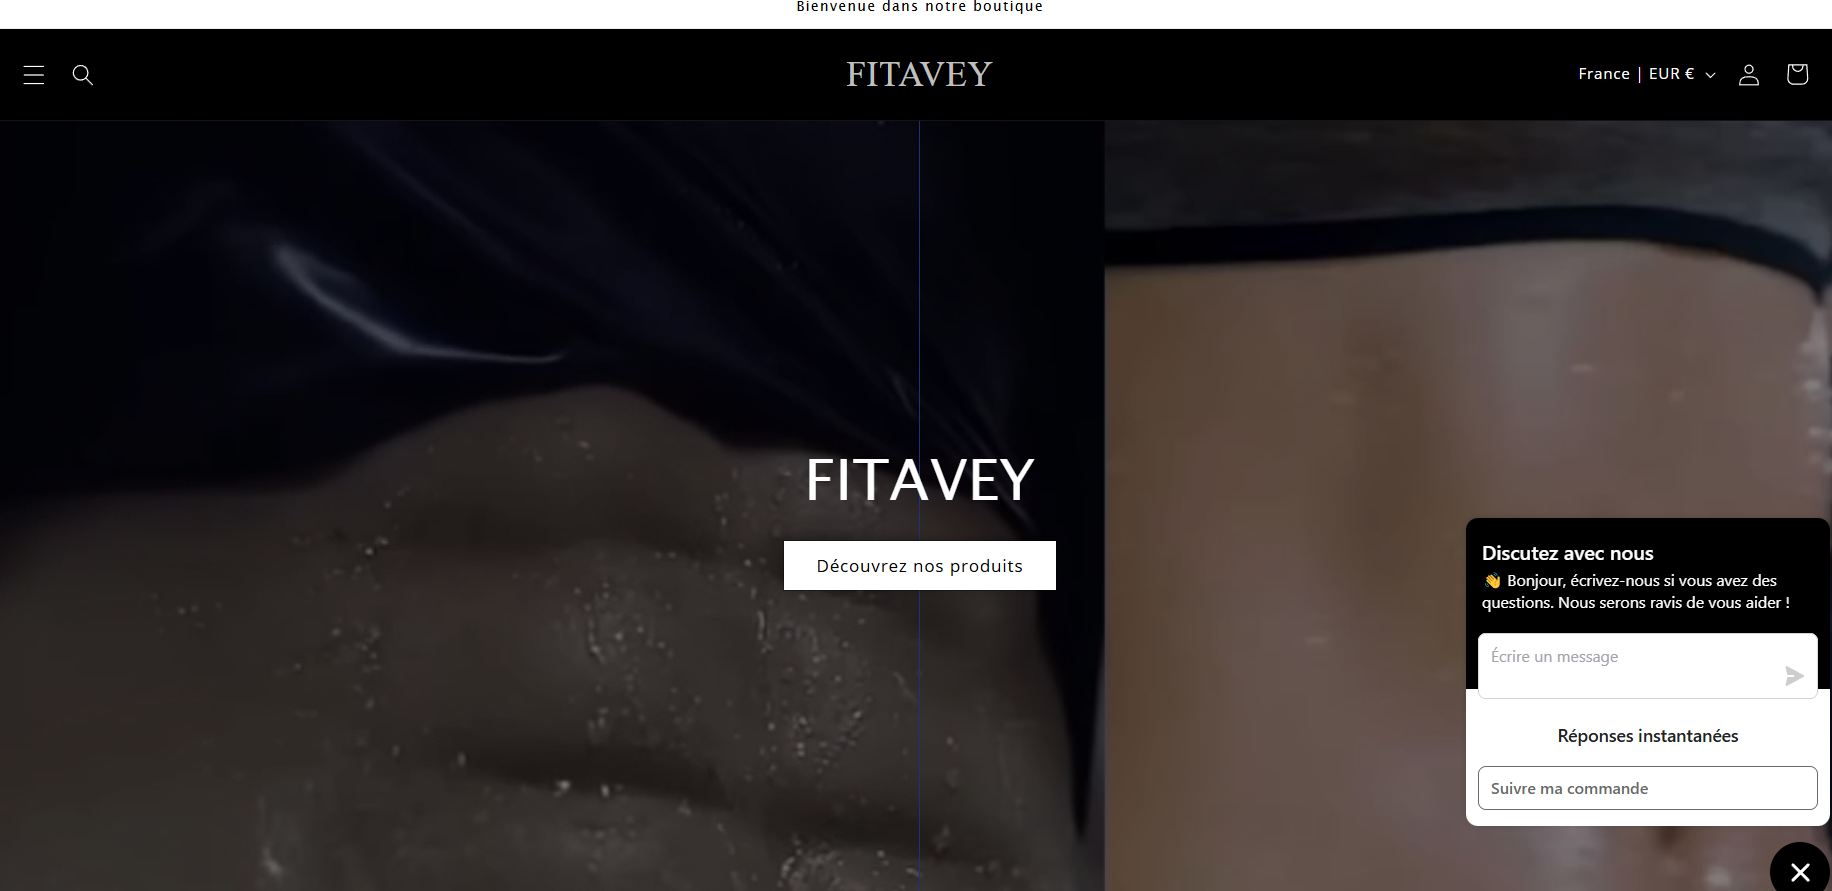 Bienvenue dans notre boutique
FITAVEY
France | EUR €
FITAVEY
Découvrez nos produits
Discutez avec nous
👋 Bonjour, écrivez-nous si vous avez des
questions. Nous serons ravis de vous aider !
Écrire un message
Réponses instantanées
Suivre ma commande